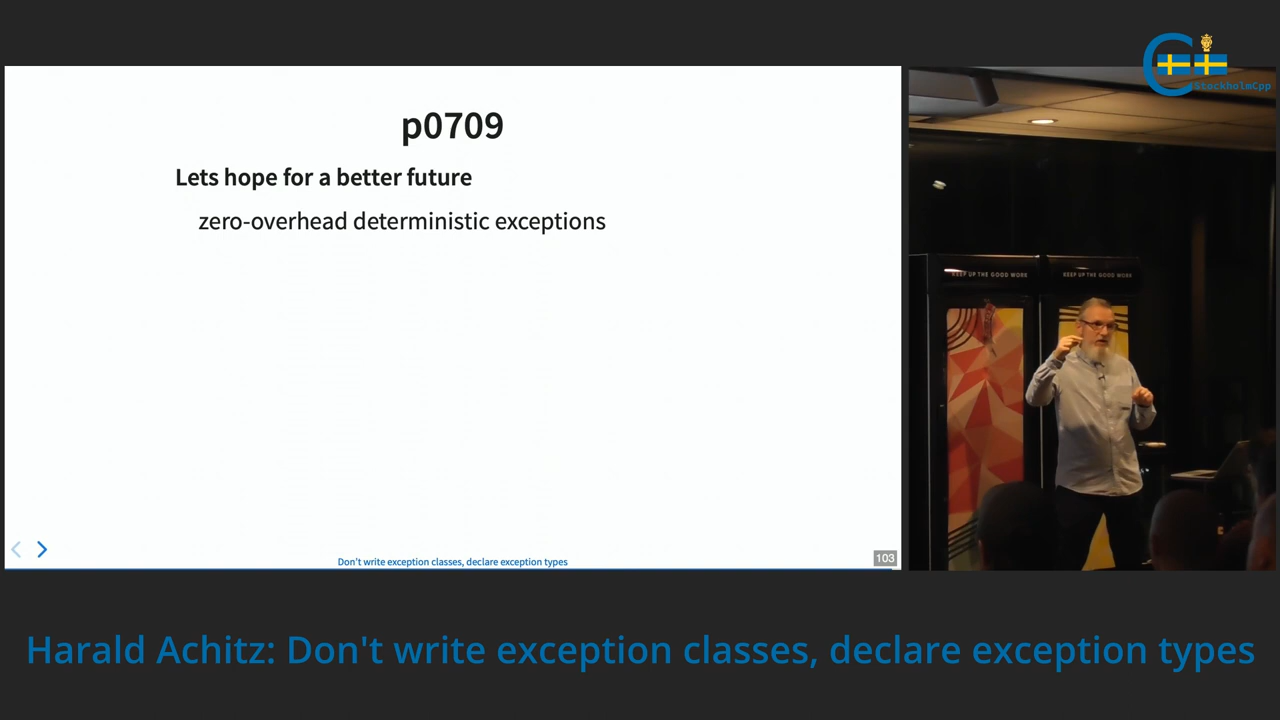 StockholmCpp
p0709
Lets hope for a better future
zero-overhead deterministic exceptions
KEEP UP THE GOOD WORK
KEEP UP THE GOOD WORK
Don't write exception classes, declare exception types
103
Harald Achitz: Don't write exception classes, declare exception types